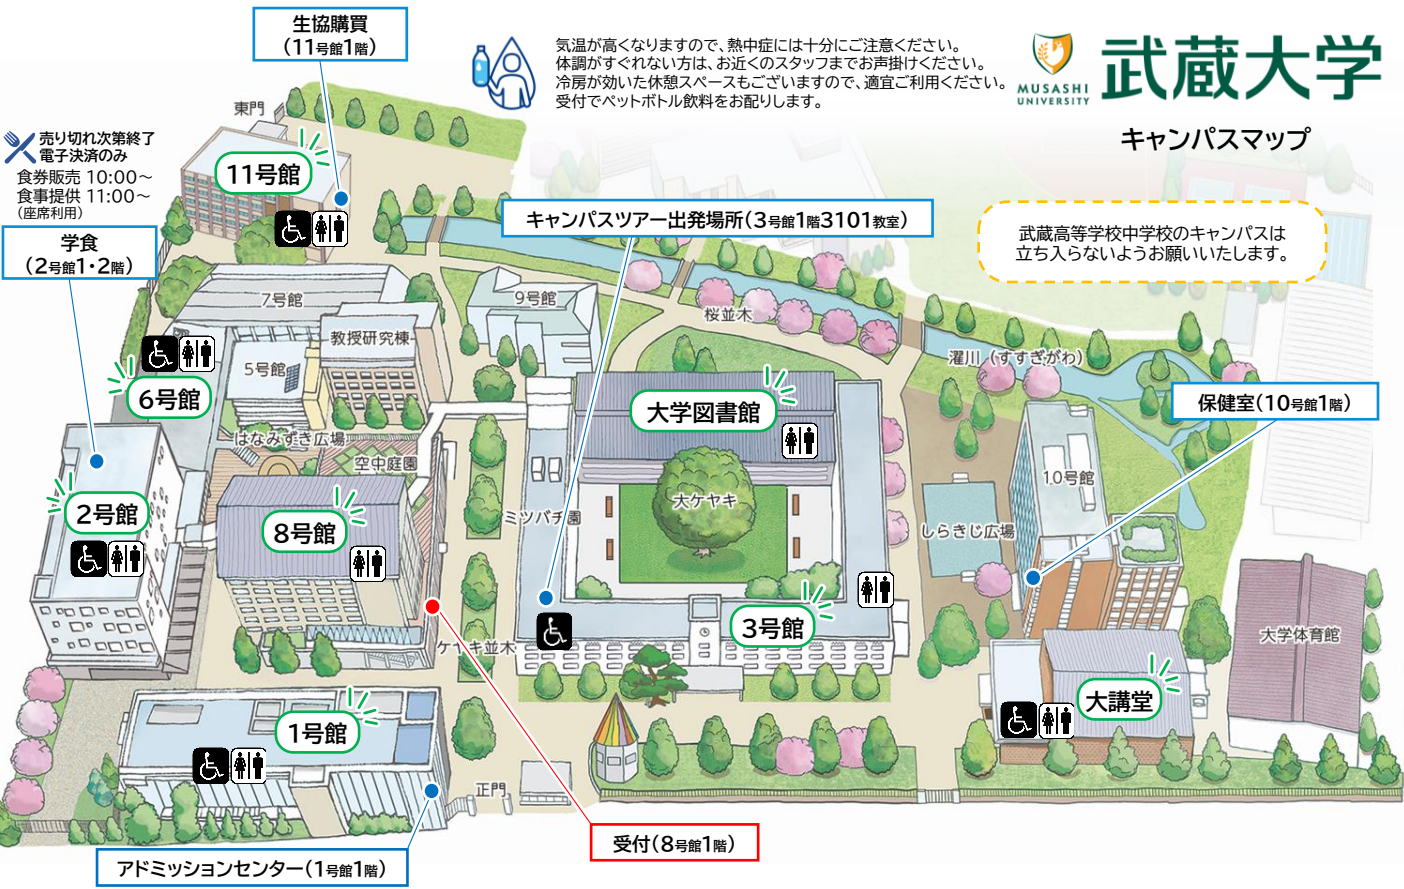 生協購買
（11号館1階）
気温が高くなりますので、熱中症には十分にご注意ください。
体調がすぐれない方は、お近くのスタッフまでお声掛けください。
冷房が効いた休憩スペースもございますので、適宜ご利用ください。
受付でペットボトル飲料をお配りします。
MUSASHI
UNIVERSITY
武蔵大学
キャンパスマップ
東門
売り切れ次第終了
電子決済のみ
食券販売 10:00～
食事提供 11:00～
（座席利用）
11号館
キャンパスツアー出発場所（3号館1階3101教室）
武蔵高等学校中学校のキャンパスは
立ち入らないようお願いいたします。
学食
（2号館1・2階）
7号館
9号館
桜並木
教授研究棟
濯川（すすぎがわ）
5号館
6号館
大学図書館
保健室（10号館1階）
はなみずき広場
空中庭園
10号館
大ケヤキ
2号館
8号館
ミツバチ園
しらきじ広場
3号館
大学体育館
ケヤキ並木
大講堂
1号館
正門
受付（8号館1階）
アドミッションセンター（1号館1階）